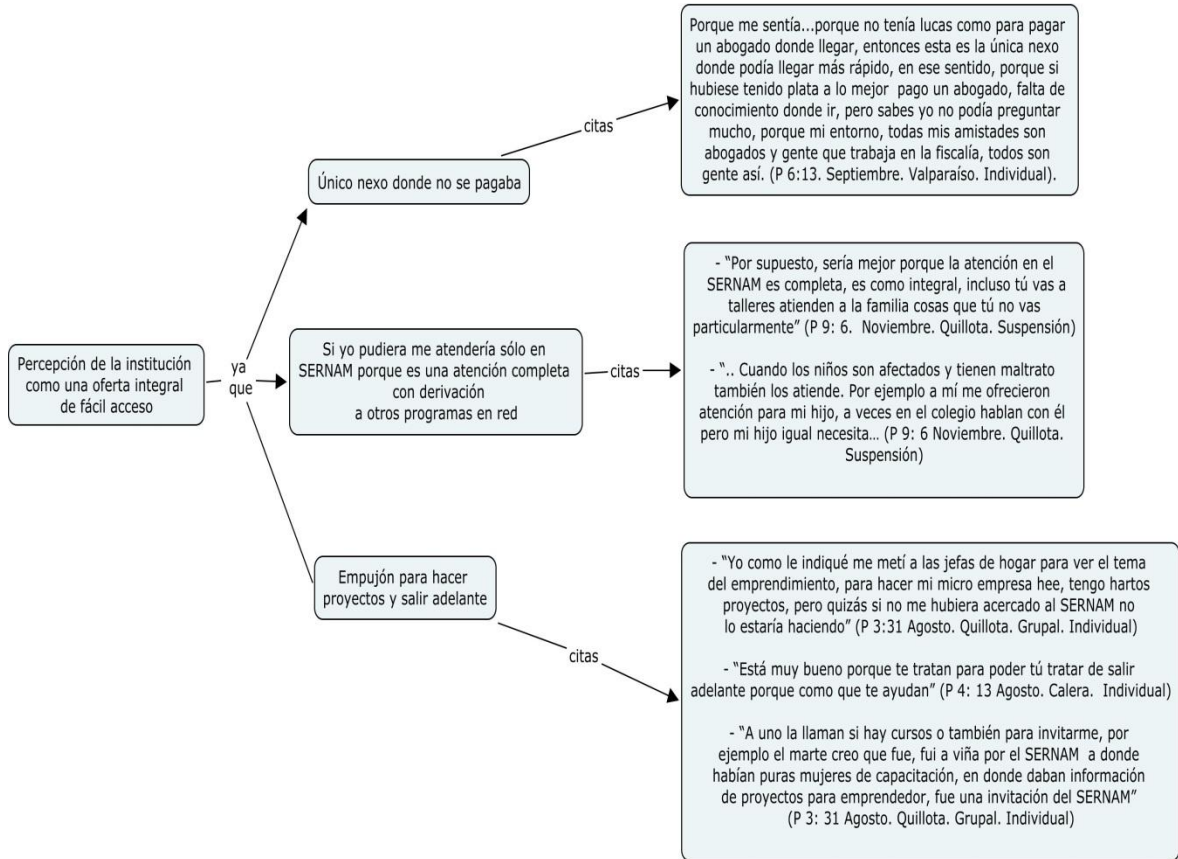 Percepción de la institución
como una oferta integral
de fácil acceso
ya
que
Único nexo donde no se pagaba
citas
Porque me sentía...porque no tenía lucas como para pagar
un abogado donde llegar, entonces esta es la única nexo
donde podía llegar más rápido, en ese sentido, porque si
hubiese tenido plata a lo mejor pago un abogado, falta de
conocimiento donde ir, pero sabes yo no podía preguntar
mucho, porque mi entorno, todas mis amistades son
abogados y gente que trabaja en la fiscalía, todos son
gente así. (P 6:13. Septiembre. Valparaíso. Individual).
Si yo pudiera me atendería sólo en
SERNAM porque es una atención completa
con derivación
a otros programas en red
citas
- “Por supuesto, sería mejor porque la atención en el
SERNAM es completa, es como integral, incluso tú vas a
talleres atienden a la familia cosas que tú no vas
particularmente” (P 9: 6. Noviembre. Quillota. Suspensión)
- “.. Cuando los niños son afectados y tienen maltrato
también los atiende. Por ejemplo a mí me ofrecieron
atención para mi hijo, a veces en el colegio hablan con él
pero mi hijo igual necesita… (P 9: 6 Noviembre. Quillota.
Suspensión)
Empujón para hacer
proyectos y salir adelante
citas
- “Yo como le indiqué me metí a las jefas de hogar para ver el tema
del emprendimiento, para hacer mi micro empresa hee, tengo hartos
proyectos, pero quizás si no me hubiera acercado al SERNAM no
lo estaría haciendo” (P 3:31 Agosto. Quillota. Grupal. Individual)
- “Está muy bueno porque te tratan para poder tú tratar de salir
adelante porque como que te ayudan” (P 4: 13 Agosto. Calera. Individual)
- “A uno la llaman si hay cursos o también para invitarme, por
ejemplo el marte creo que fue, fui a viña por el SERNAM a donde
habían puras mujeres de capacitación, en donde daban información
de proyectos para emprendedor, fue una invitación del SERNAM”
(P 3: 31 Agosto. Quillota. Grupal. Individual)